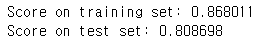 Score on training set: 0.868011
Score on test set: 0.808698